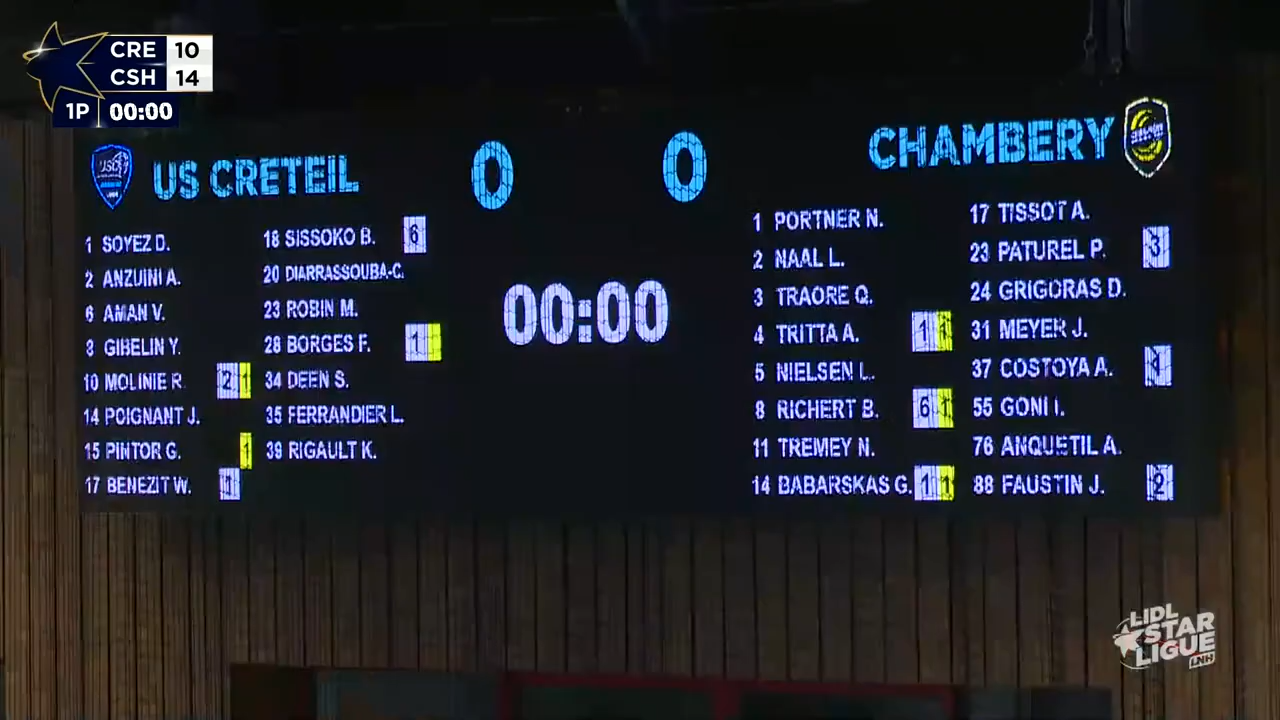 CRE 10
CSH 14
1P 00:00
US CRETEIL 0 0 CHAMBERY
1 SOYEZ D.
2 ANZUINI A.
6 AMAN V.
8 GIBELIN Y.
10 MOLINIE R. 2 1
14 POIGNANT J.
15 PINTOR G. 1
17 BENEZIT W. 1
18 SISSOKO B. 6
20 DIARRASSOUBA-C.
23 ROBIN M.
28 BORGES F. 1
34 DEEN S.
35 FERRANDIER L.
39 RIGAULT K.
00:00
1 PORTNER N.
2 NAAL L.
3 TRAORE Q.
4 TRITTA A. 1 1
5 NIELSEN L.
8 RICHERT B. 6 1
11 TREMEY N.
14 BABARSKAS G. 1 1
17 TISSOT A.
23 PATUREL P. 3
24 GRIGORAS D.
31 MEYER J.
37 COSTOYA A. 4
55 GONI I.
76 ANQUETIL A.
88 FAUSTIN J. 2
LIDL
STAR
LIGUE
LNH